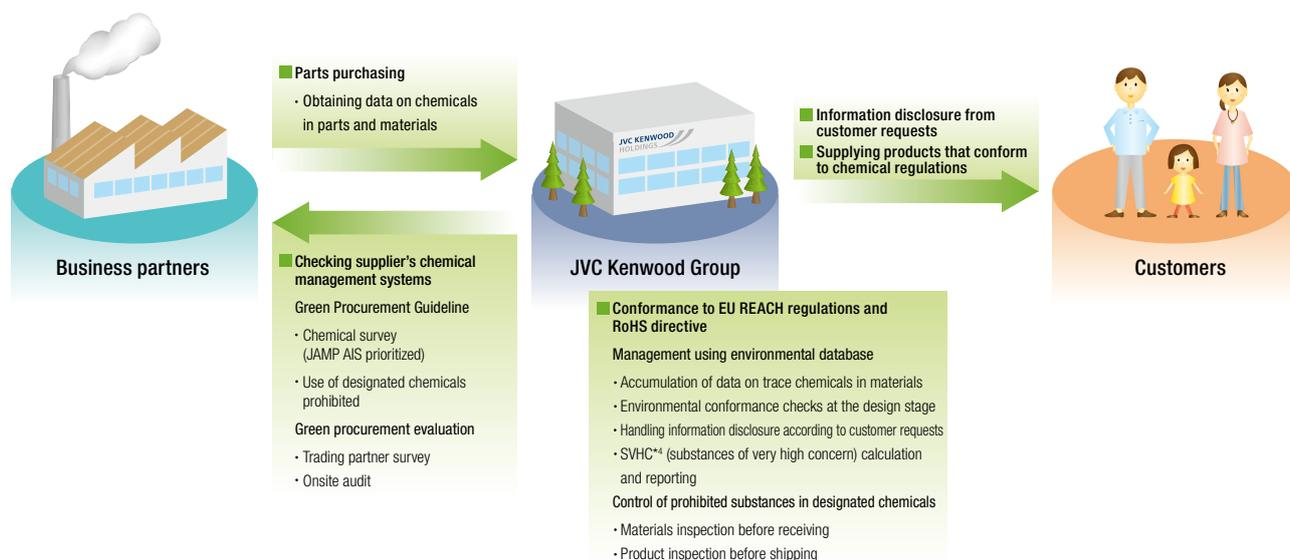 ■ Parts purchasing
・Obtaining data on chemicals
in parts and materials
JVC KENWOOD
HOLDINGS
■ Information disclosure from
customer requests
■ Supplying products that conform
to chemical regulations
Business partners
■ Checking supplier's chemical
management systems
Green Procurement Guideline
・Chemical survey
(JAMP AIS prioritized)
・Use of designated chemicals
prohibited
Green procurement evaluation
・Trading partner survey
・Onsite audit
JVC Kenwood Group
■ Conformance to EU REACH regulations and
RoHS directive
Management using environmental database
・Accumulation of data on trace chemicals in materials
・Environmental conformance checks at the design stage
・Handling information disclosure according to customer requests
・SVHC*4 (substances of very high concern) calculation
and reporting
Control of prohibited substances in designated chemicals
・Materials inspection before receiving
・Product inspection before shipping
Customers